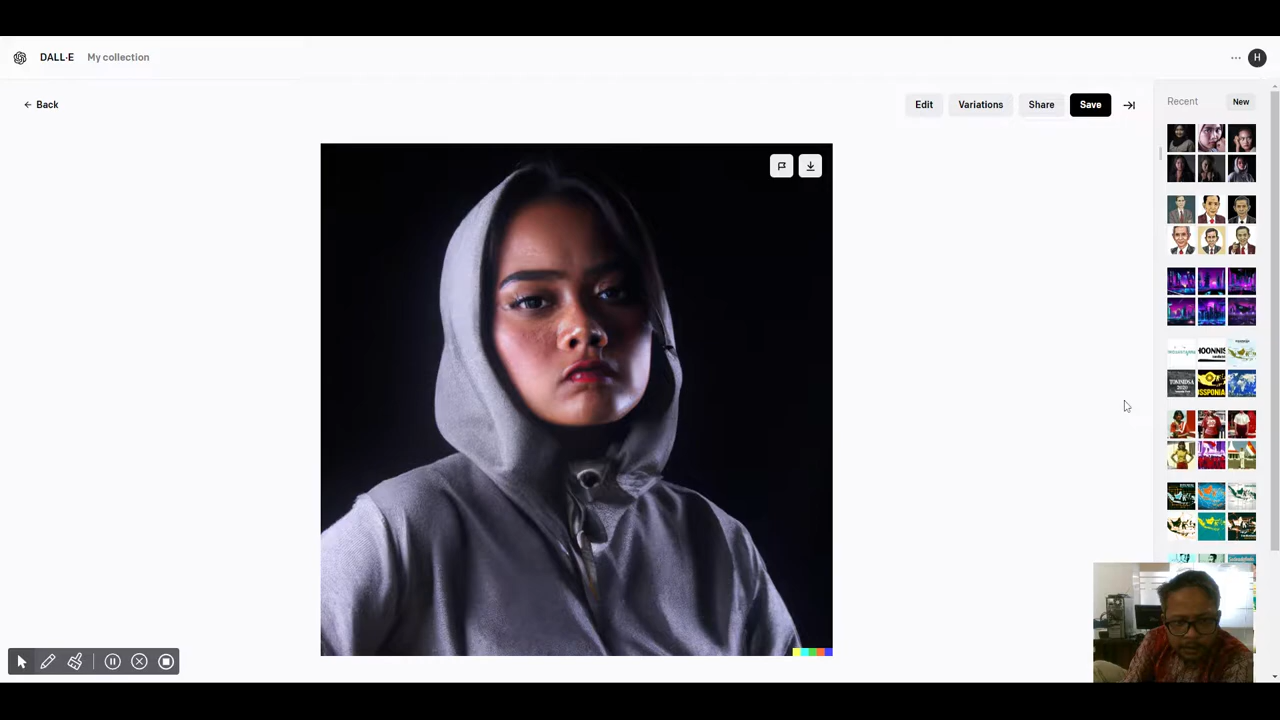 DALL·E My collection
H
← Back
Edit Variations Share Save
Recent New